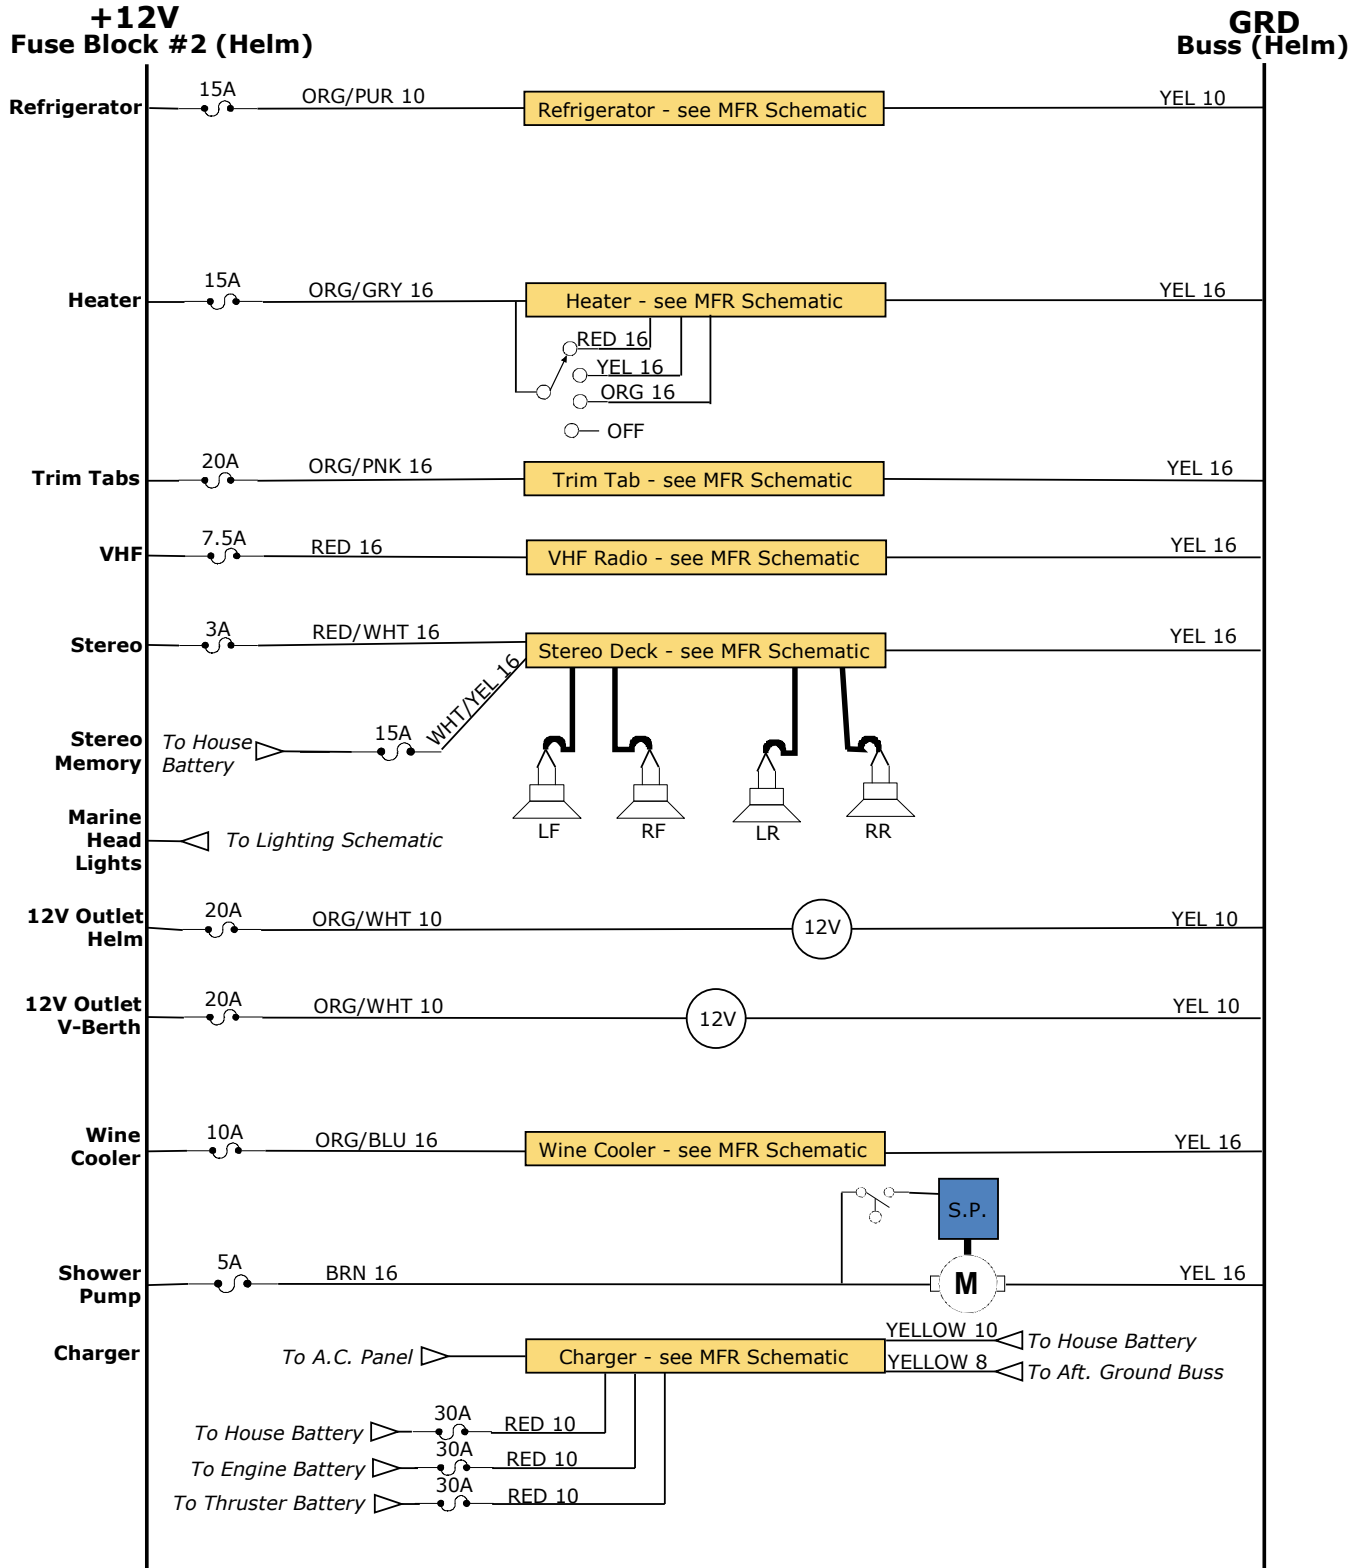 +12V
Fuse Block #2 (Helm)
GRD
Buss (Helm)
Refrigerator
15A
ORG/PUR 10
Refrigerator - see MFR Schematic
YEL 10
Heater
15A
ORG/GRY 16
Heater - see MFR Schematic
YEL 16
RED 16
YEL 16
ORG 16
OFF
Trim Tabs
20A
ORG/PNK 16
Trim Tab - see MFR Schematic
YEL 16
VHF
7.5A
RED 16
VHF Radio - see MFR Schematic
YEL 16
Stereo
3A
RED/WHT 16
Stereo Deck - see MFR Schematic
YEL 16
Stereo
Memory
To House
Battery
15A
WHT/YEL 16
LF
RF
LR
RR
Marine
Head
Lights
To Lighting Schematic
12V Outlet
Helm
20A
ORG/WHT 10
12V
YEL 10
12V Outlet
V-Berth
20A
ORG/WHT 10
12V
YEL 10
Wine
Cooler
10A
ORG/BLU 16
Wine Cooler - see MFR Schematic
YEL 16
S.P.
Shower
Pump
5A
BRN 16
M
YEL 16
Charger
To A.C. Panel
Charger - see MFR Schematic
YELLOW 10
To House Battery
YELLOW 8
To Aft. Ground Buss
To House Battery
30A
RED 10
To Engine Battery
30A
RED 10
To Thruster Battery
30A
RED 10